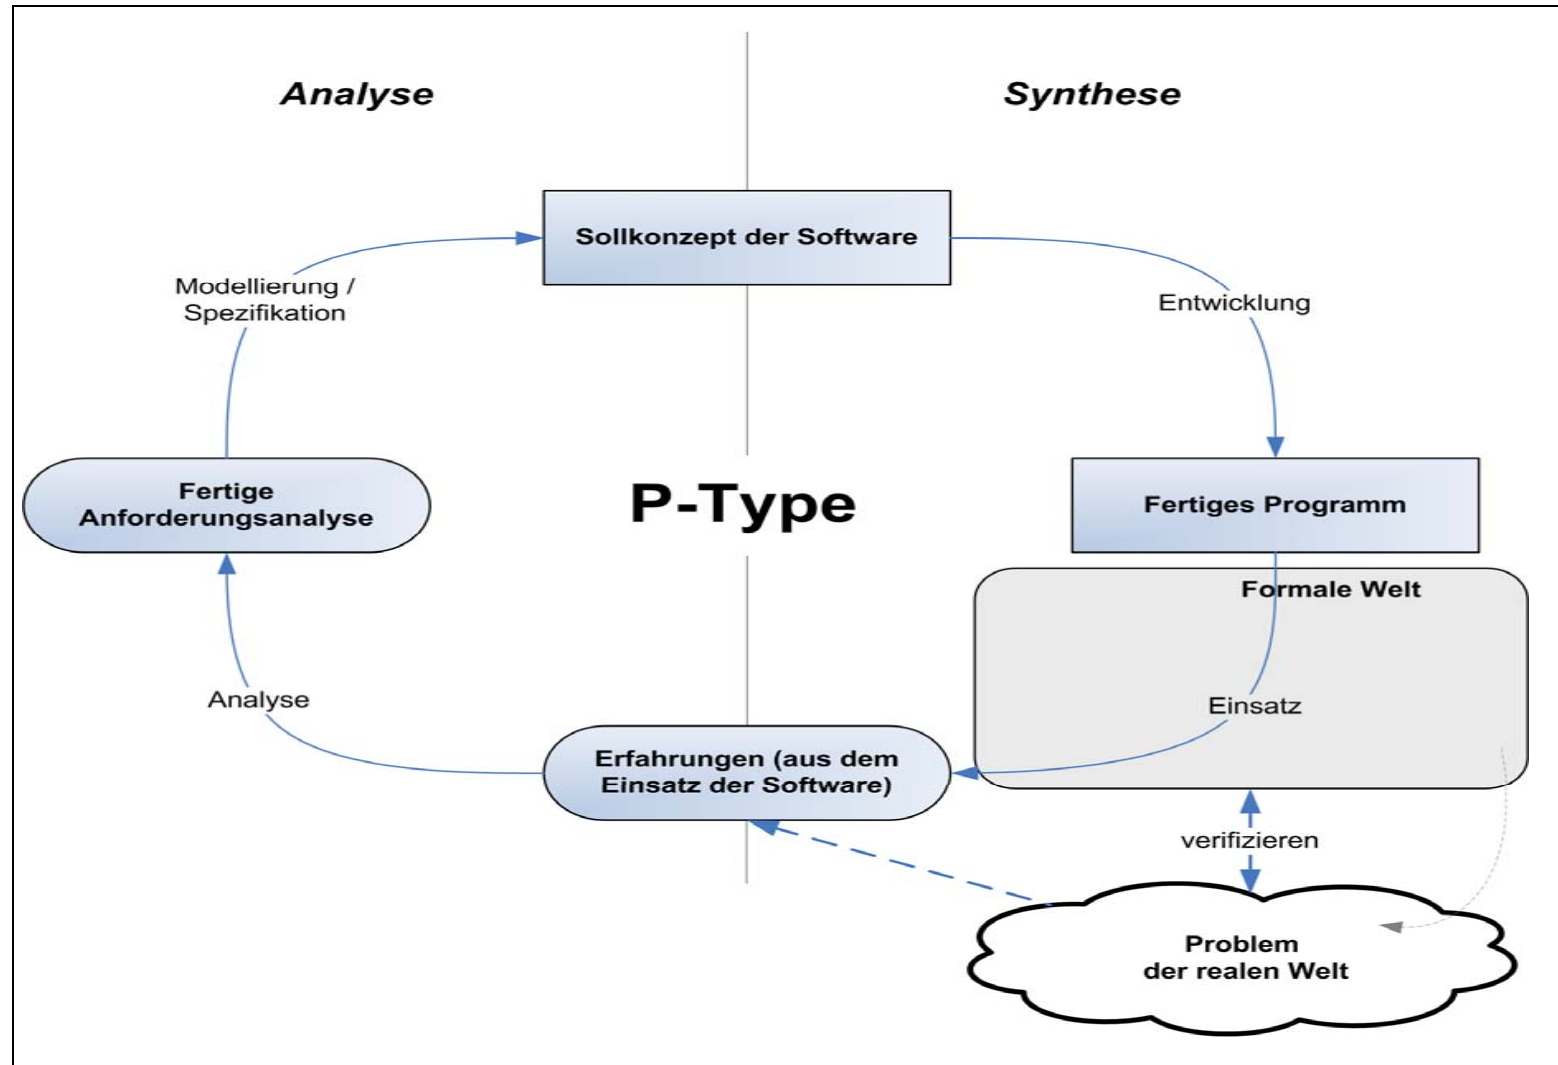 Analyse
Synthese
Sollkonzept der Software
Modellierung /
Spezifikation
Entwicklung
Fertige
Anforderungsanalyse
P-Type
Fertiges Programm
Formale Welt
Analyse
Einsatz
Erfahrungen (aus dem
Einsatz der Software)
verifizieren
Problem
der realen Welt